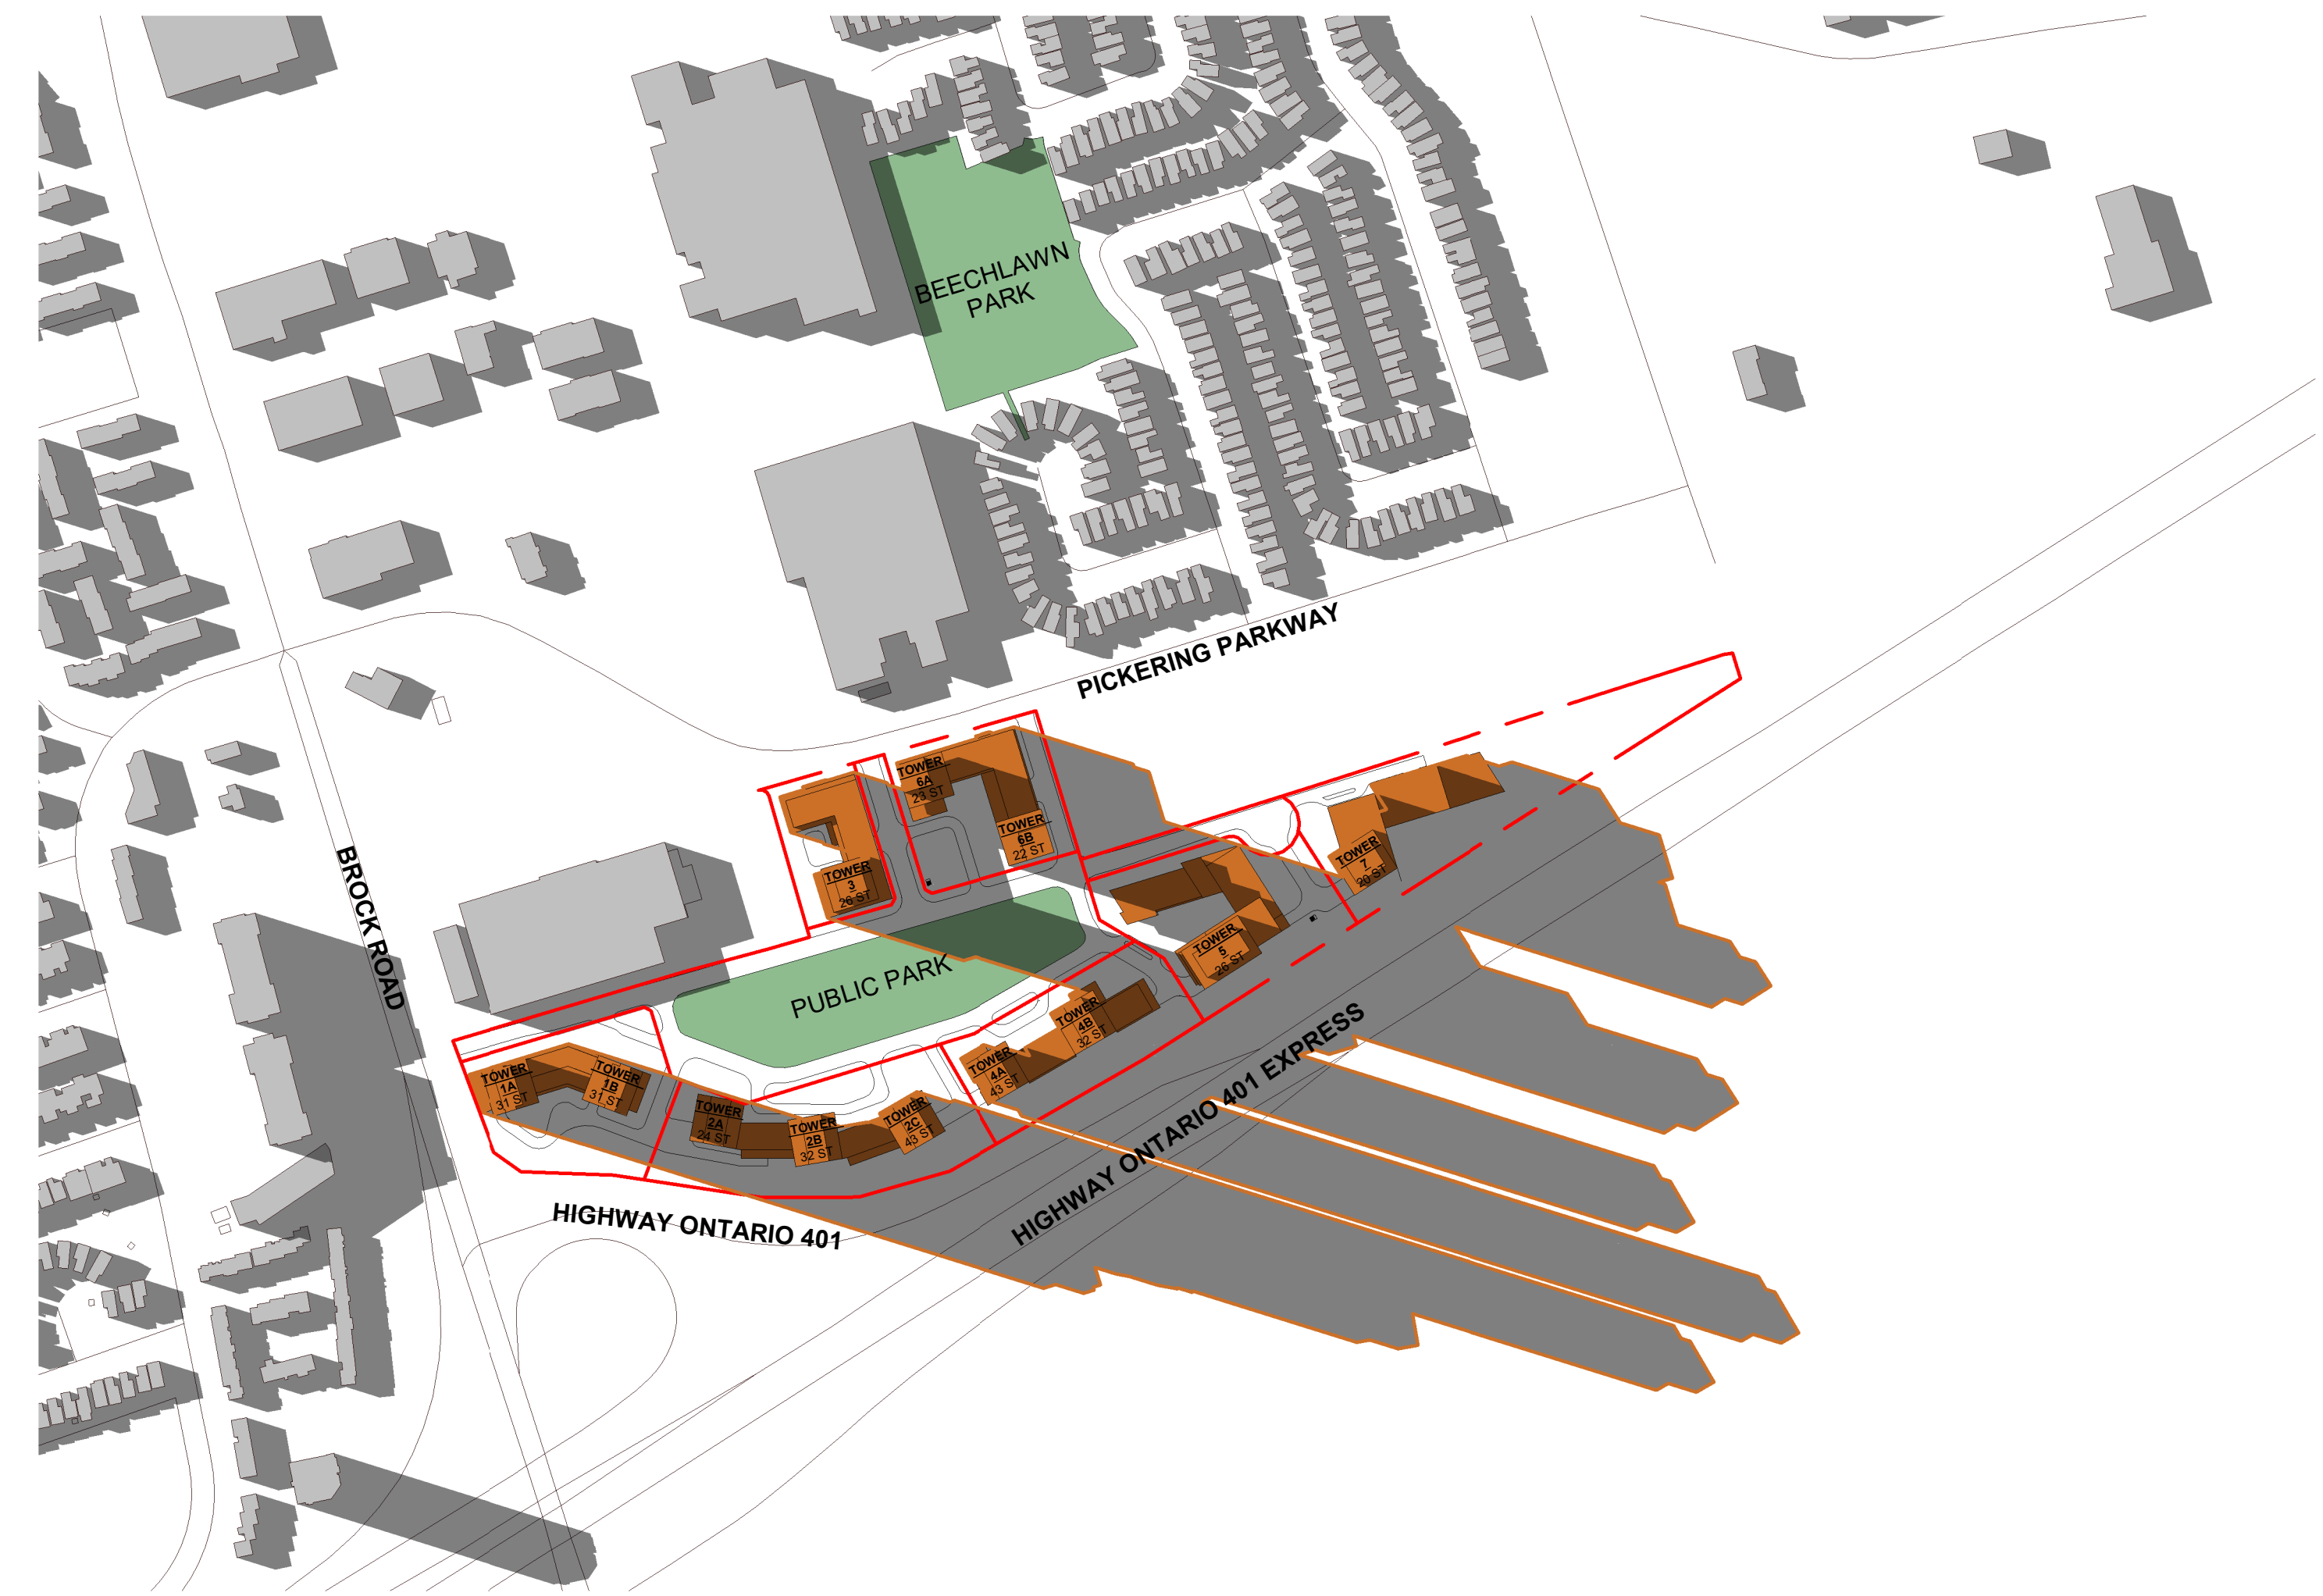 BEECHLAWN
PARK
PICKERING PARKWAY
BROCK ROAD
TOWER
6A
23 ST
TOWER
6B
22 ST
TOWER
3
26 ST
TOWER
7
20 ST
TOWER
5
26 ST
PUBLIC PARK
TOWER
4B
32 ST
TOWER
4A
43 ST
TOWER
1A
31 ST
TOWER
1B
31 ST
TOWER
2A
24 ST
TOWER
2B
32 ST
TOWER
2C
43 ST
HIGHWAY ONTARIO 401
HIGHWAY ONTARIO 401 EXPRESS